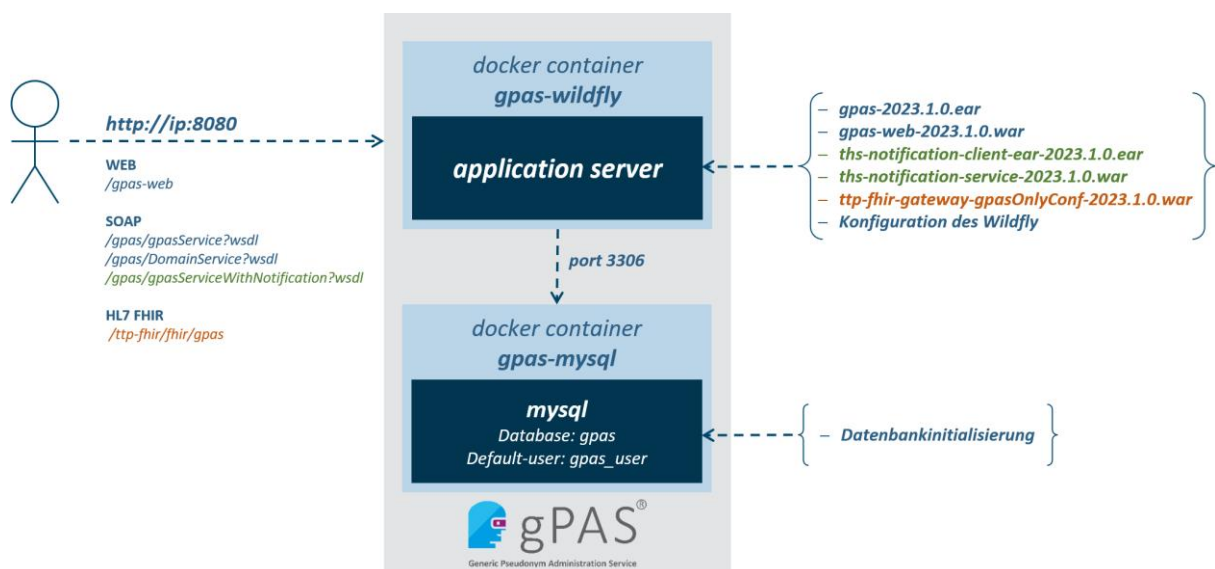 http://ip:8080
WEB
/gpas-web
SOAP
/gpas/gpasService?wsdl
/gpas/DomainService?wsdl
/gpas/gpasServiceWithNotification?wsdl
HL7 FHIR
/ttp-fhir/fhir/gpas
docker container
gpas-wildfly
application server
port 3306
docker container
gpas-mysql
mysql
Database: gpas
Default-user: gpas_user
gPAS®
Generic Pseudonym Administration Service
– gpas-2023.1.0.ear
– gpas-web-2023.1.0.war
– ths-notification-client-ear-2023.1.0.ear
– ths-notification-service-2023.1.0.war
– ttp-fhir-gateway-gpasOnlyConf-2023.1.0.war
– Konfiguration des Wildfly
– Datenbankinitialisierung